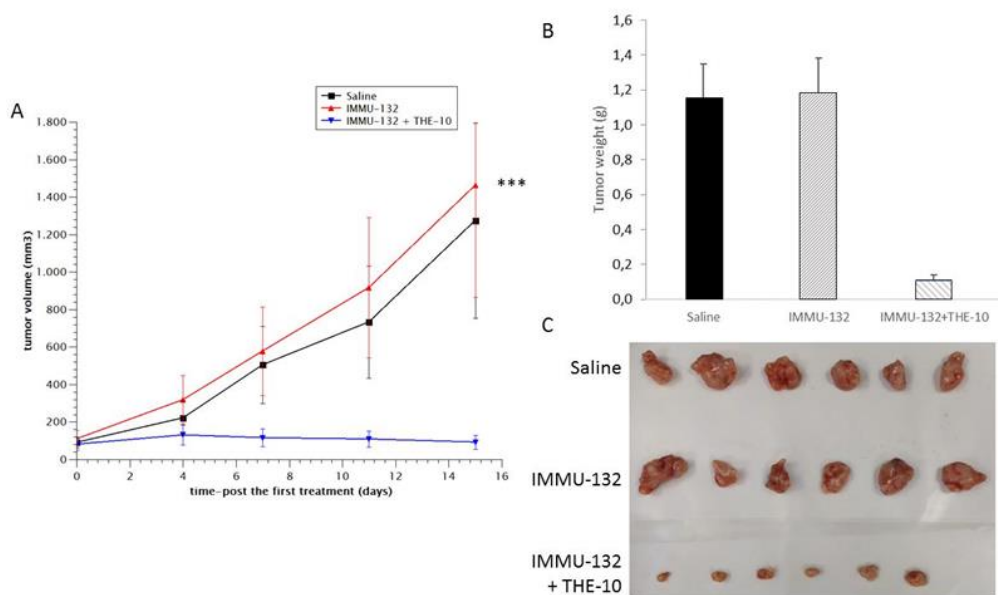 A
Saline
IMMU-132
IMMU-132 + THE-10
1.800
1.600
1.400
1.200
1.000
800
600
400
200
0
tumor volume (mm3)
***
0 2 4 6 8 10 12 14 16
time-post the first treatment (days)
B
1,6
1,4
1,2
1,0
0,8
0,6
0,4
0,2
0,0
Tumor weight (g)
Saline IMMU-132 IMMU-132+THE-10
C
Saline
IMMU-132
IMMU-132
+ THE-10